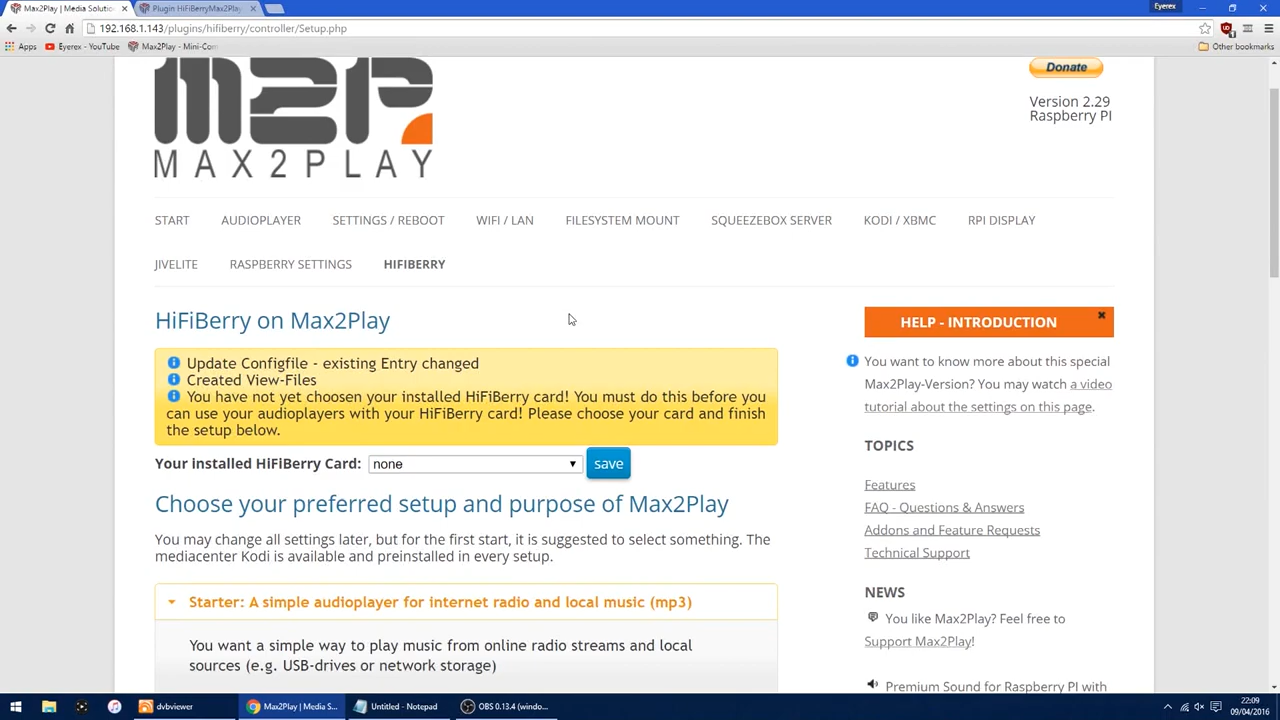 Max2Play | Media Solutio
Plugin HiFiBerryMax2Play
Eyerex
192.168.1.143/plugins/hifiberry/controller/Setup.php
Apps
Eyerex - YouTube
Max2Play - Mini-Com
Other bookmarks
M2P
MAX2PLAY
Donate
Version 2.29
Raspberry PI
START AUDIOPLAYER SETTINGS / REBOOT WIFI / LAN FILESYSTEM MOUNT SQUEEZEBOX SERVER KODI / XBMC RPI DISPLAY
JIVELITE RASPBERRY SETTINGS HIFIBERRY
HiFiBerry on Max2Play
Update Configfile - existing Entry changed
Created View-Files
You have not yet choosen your installed HiFiBerry card! You must do this before you
can use your audioplayers with your HiFiBerry card! Please choose your card and finish
the setup below.
Your installed HiFiBerry Card: none save
Choose your preferred setup and purpose of Max2Play
You may change all settings later, but for the first start, it is suggested to select something. The
mediacenter Kodi is available and preinstalled in every setup.
Starter: A simple audioplayer for internet radio and local music (mp3)
You want a simple way to play music from online radio streams and local
sources (e.g. USB-drives or network storage)
HELP - INTRODUCTION
You want to know more about this special
Max2Play-Version? You may watch a video
tutorial about the settings on this page.
TOPICS
Features
FAQ - Questions & Answers
Addons and Feature Requests
Technical Support
NEWS
You like Max2Play? Feel free to
Support Max2Play!
Premium Sound for Raspberry PI with
dvbviewer
Max2Play | Media S...
Untitled - Notepad
OBS 0.13.4 (windo...
22:09
09/04/2016